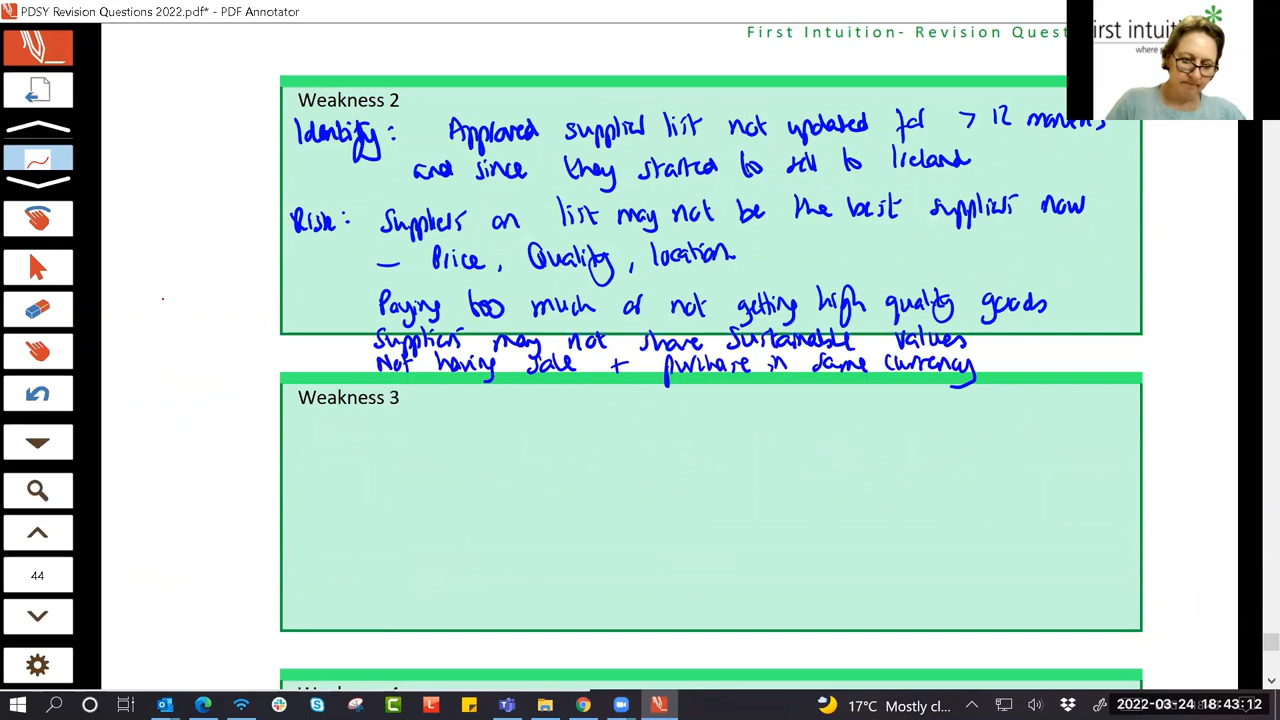 PDSY Revision Questions 2022.pdf* - PDF Annotator
First Intuition- Revision Quest
irst intuiti
where p
Weakness 2
Identify: Approved supplier list not updated for > 12 months
and since they started to sell to Ireland
Risk: Suppliers on list may not be the best suppliers now
— Price, Quality, location
Paying too much or not getting high quality goods
Suppliers may not share sustainable values
Not having sale + purchase in same currency
Weakness 3
44
17°C Mostly cl...
2022-03-24 18:43:12